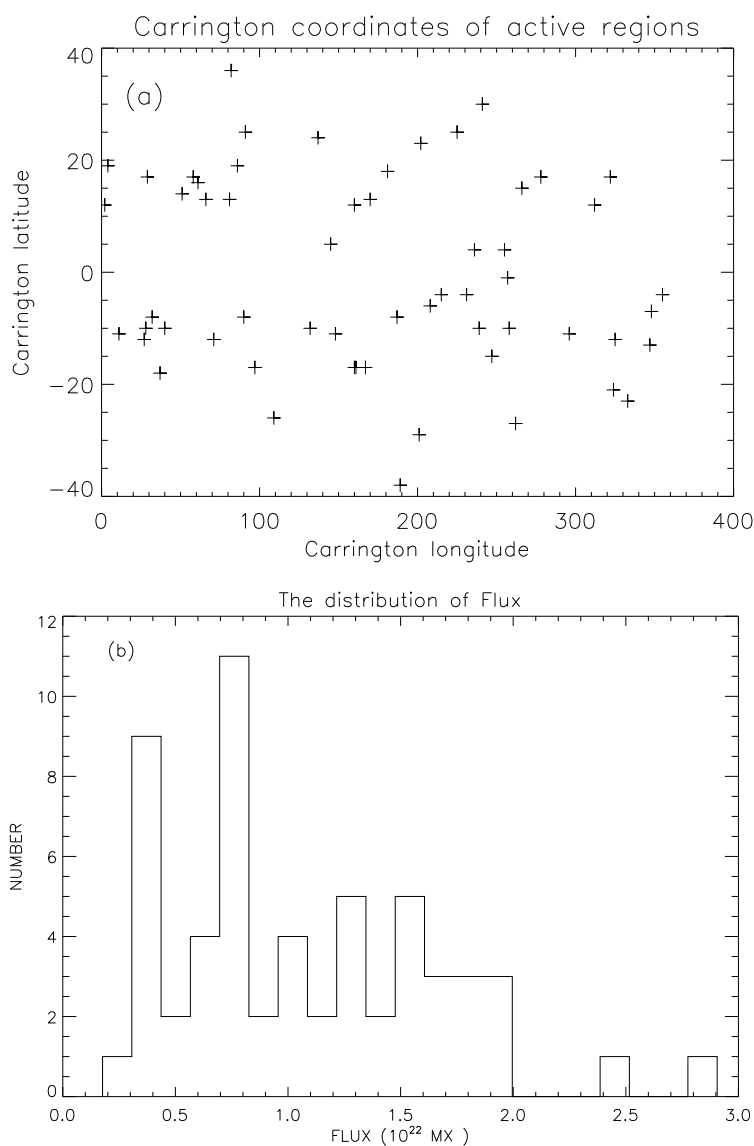 Carrington coordinates of active regions
(a)
40
20
0
−20
−40
Carrington latitude
0 100 200 300 400
Carrington longitude
The distribution of Flux
(b)
12
10
8
6
4
2
0
NUMBER
0.0 0.5 1.0 1.5 2.0 2.5 3.0
FLUX (10²² MX )